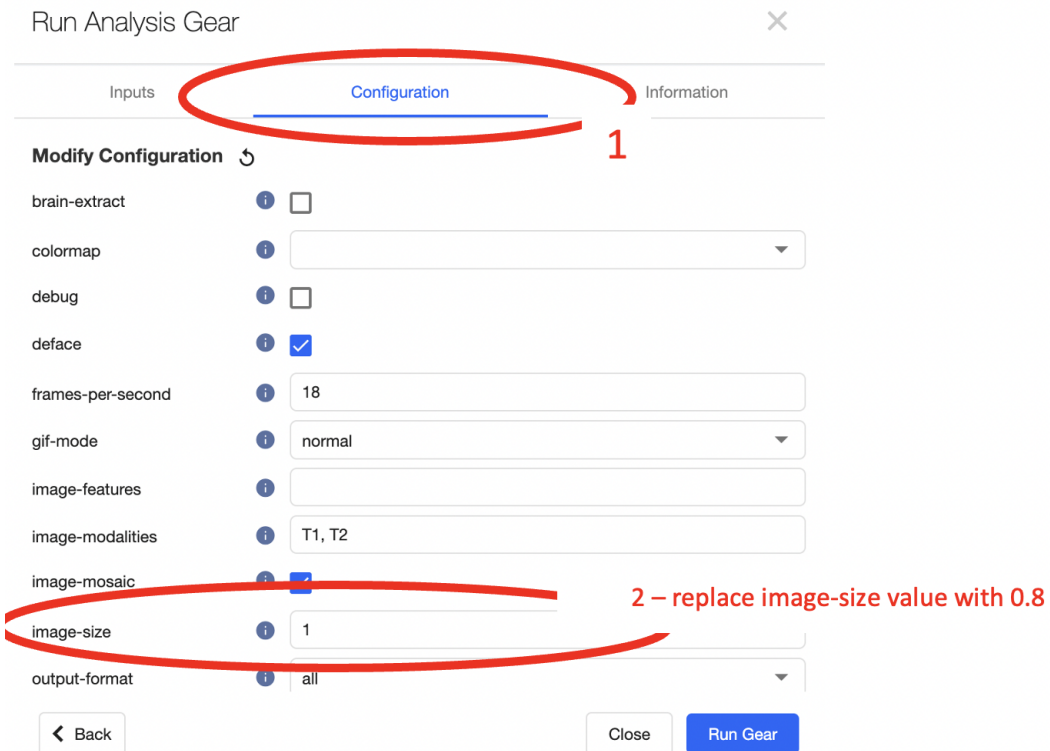 Run Analysis Gear
Inputs Configuration Information
1
Modify Configuration
brain-extract
colormap
debug
deface
frames-per-second 18
gif-mode normal
image-features
image-modalities T1, T2
image-mosaic
2 – replace image-size value with 0.8
image-size 1
output-format all
Back Close Run Gear